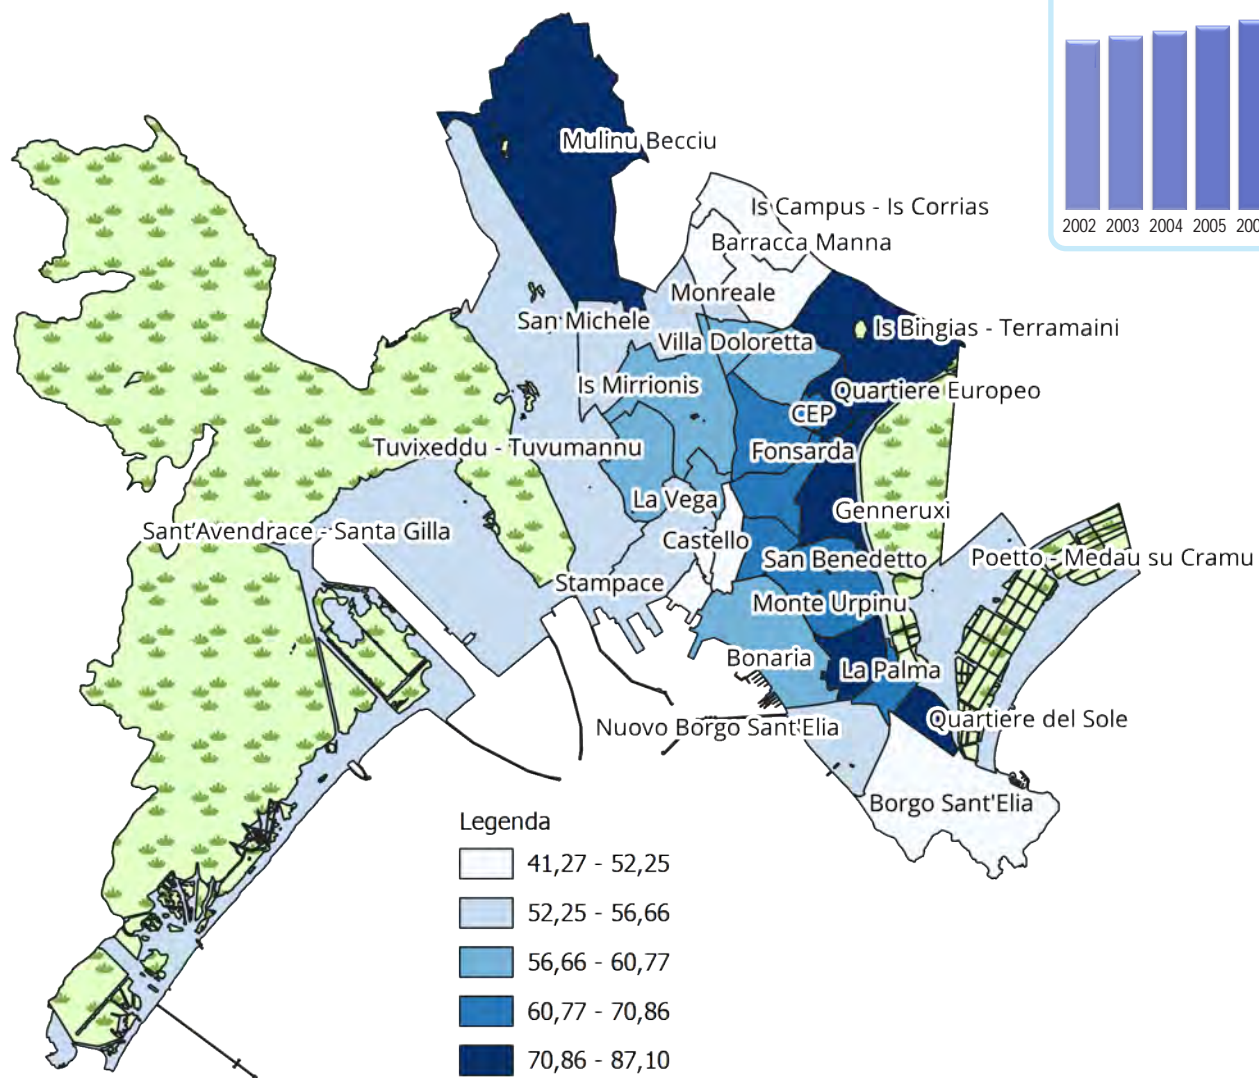 Mulinu Becciu
Is Campus - Is Corrias
2002 2003 2004 2005
Barracca Manna
Monreale
San Michele
Is Bingias - Terramaini
Villa Doloretta
Is Mirrionis
Quartiere Europeo
CEP
Tuvixeddu - Tuvumannu
Fonsarda
La Vega
Genneruxi
Sant'Avendrace - Santa Gilla
Castello
San Benedetto
Poetto - Medau su Cramu
Stampace
Monte Urpinu
Bonaria
La Palma
Nuovo Borgo Sant'Elia
Quartiere del Sole
Borgo Sant'Elia
Legenda
41,27 - 52,25
52,25 - 56,66
56,66 - 60,77
60,77 - 70,86
70,86 - 87,10